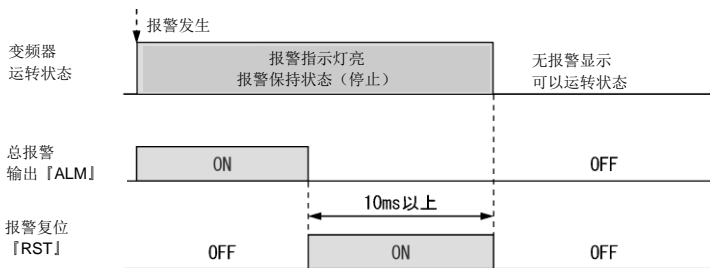 报警发生
变频器
运转状态
报警指示灯亮
报警保持状态（停止）
无报警显示
可以运转状态
总报警
输出『ALM』
ON
OFF
10ms以上
报警复位
『RST』
OFF
ON
OFF